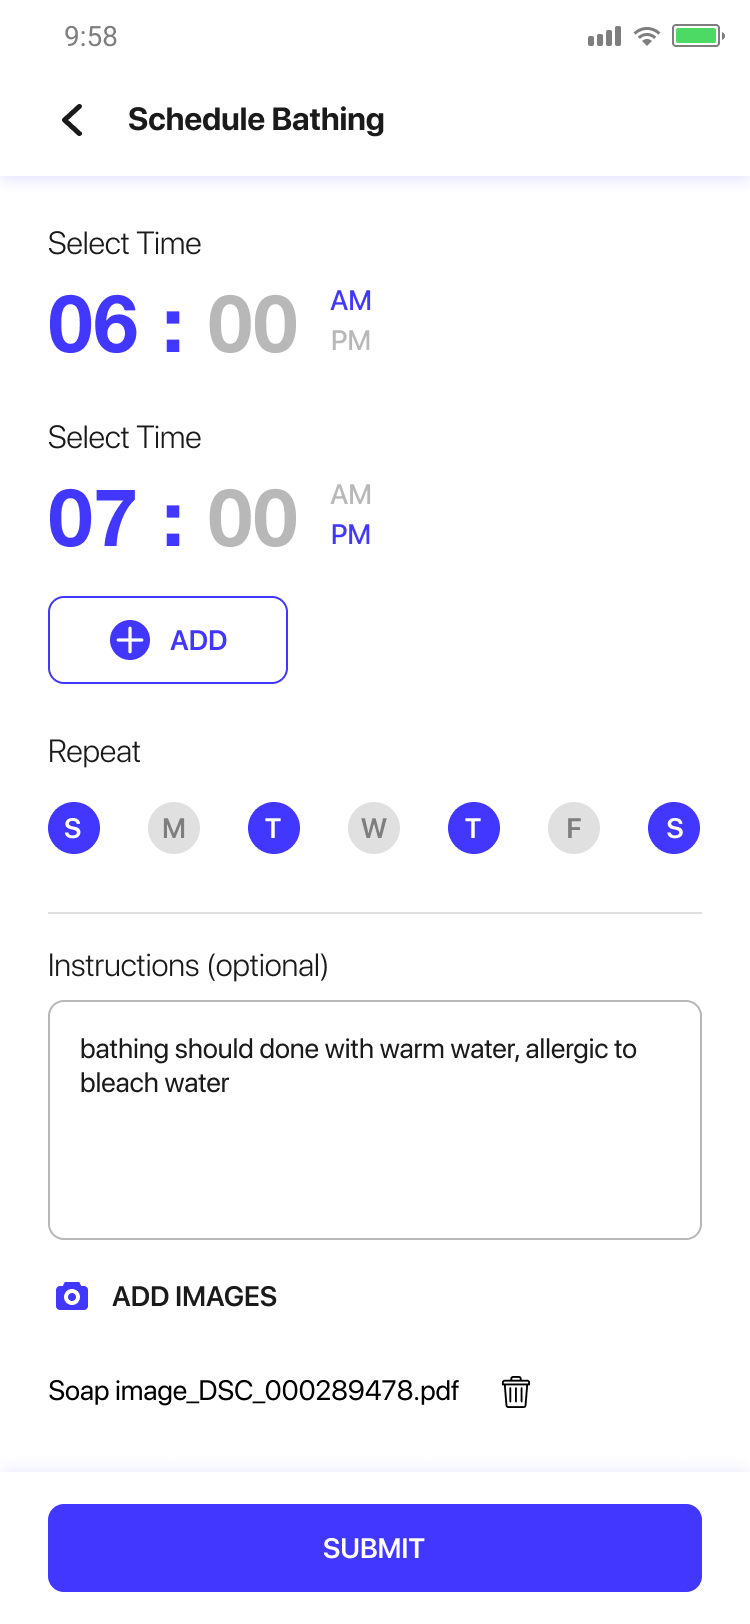 9:58
Schedule Bathing
Select Time
06 : 00 AM
PM
Select Time
07 : 00 AM
PM
ADD
Repeat
S M T W T F S
Instructions (optional)
bathing should done with warm water, allergic to
bleach water
ADD IMAGES
Soap image_DSC_000289478.pdf
SUBMIT